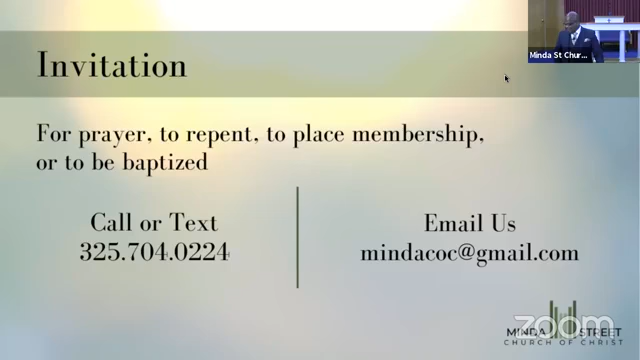 Minda St Chur...
Invitation
For prayer, to repent, to place membership,
or to be baptized
Call or Text
325.704.0224
Email Us
mindacoc@gmail.com
zoom
MINDA STREET
CHURCH OF CHRIST